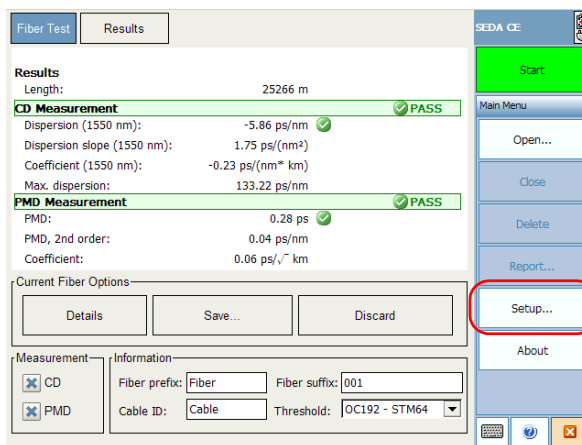 Fiber Test Results SEDA CE
Start
Results
Length: 25266 m
Main Menu
CD Measurement PASS
Dispersion (1550 nm): -5.86 ps/nm
Open...
Dispersion slope (1550 nm): 1.75 ps/(nm²)
Coefficient (1550 nm): -0.23 ps/(nm* km)
Close
Max. dispersion: 133.22 ps/nm
PMD Measurement PASS
PMD: 0.28 ps
Delete
PMD, 2nd order: 0.04 ps/nm
Coefficient: 0.06 ps/√ km
Report...
Current Fiber Options
Details Save... Discard
Setup...
About
Measurement Information
CD Fiber prefix: Fiber Fiber suffix: 001
PMD Cable ID: Cable Threshold: OC192 - STM64